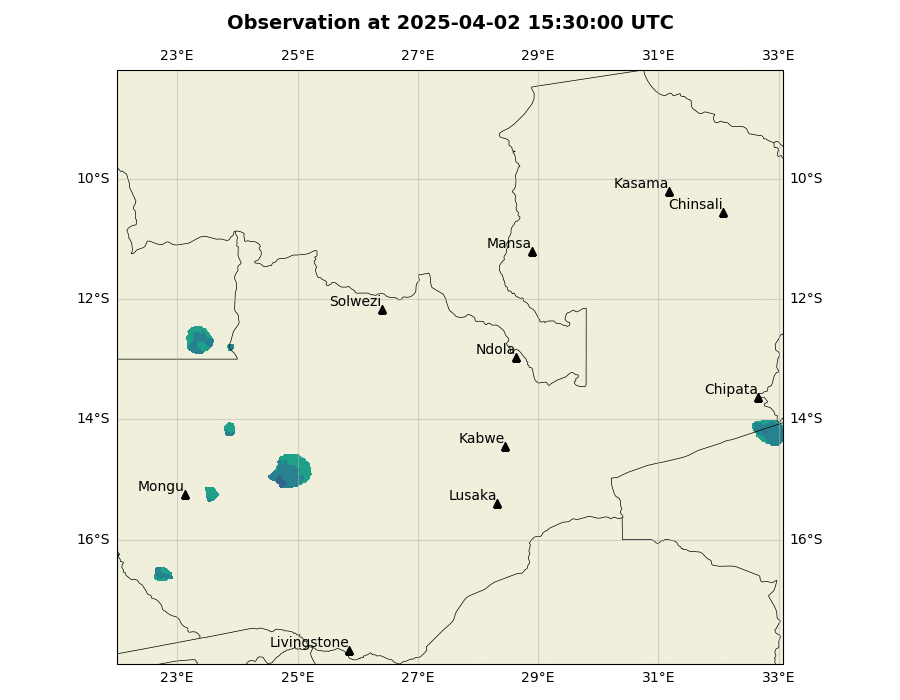 Observation at 2025-04-02 15:30:00 UTC
23°E 25°E 27°E 29°E 31°E 33°E
10°S 10°S
Kasama
Chinsali
Mansa
12°S 12°S
Solwezi
Ndola
Chipata
14°S 14°S
Kabwe
Mongu
Lusaka
16°S 16°S
Livingstone
23°E 25°E 27°E 29°E 31°E 33°E